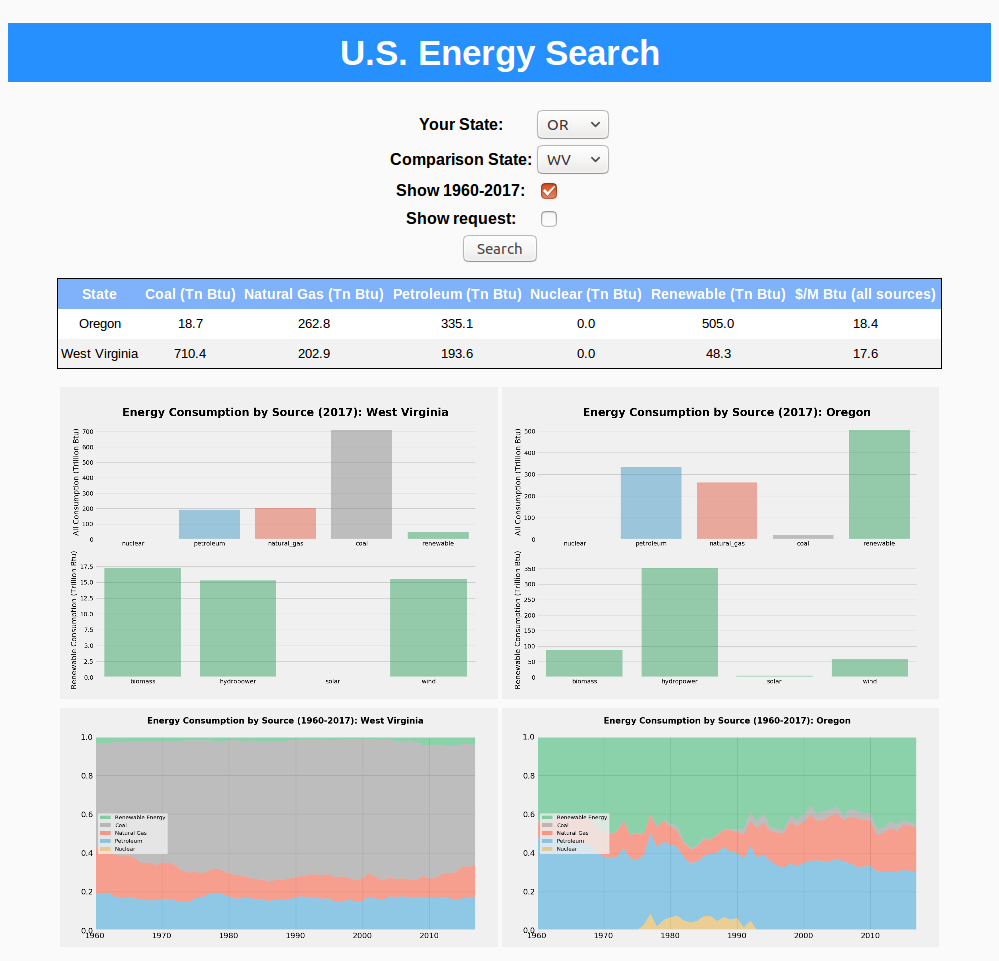 U.S. Energy Search
Your State: OR
Comparison State: WV
Show 1960-2017:
Show request:
Search
State Coal (Tn Btu) Natural Gas (Tn Btu) Petroleum (Tn Btu) Nuclear (Tn Btu) Renewable (Tn Btu) $/M Btu (all sources)
Oregon 18.7 262.8 335.1 0.0 505.0 18.4
West Virginia 710.4 202.9 193.6 0.0 48.3 17.6
Energy Consumption by Source (2017): West Virginia
All Consumption (Trillion Btu)
700
600
500
400
300
200
100
0
nuclear petroleum natural_gas coal renewable
Renewable Consumption (Trillion Btu)
17.5
15.0
12.5
10.0
7.5
5.0
2.5
0.0
biomass hydropower solar wind
Energy Consumption by Source (2017): Oregon
All Consumption (Trillion Btu)
500
400
300
200
100
0
nuclear petroleum natural_gas coal renewable
Renewable Consumption (Trillion Btu)
350
300
250
200
150
100
50
0
biomass hydropower solar wind
Energy Consumption by Source (1960-2017): West Virginia
1.0
0.8
0.6
0.4
0.2
0.0
Renewable Energy
Coal
Natural Gas
Petroleum
Nuclear
1960 1970 1980 1990 2000 2010
Energy Consumption by Source (1960-2017): Oregon
1.0
0.8
0.6
0.4
0.2
0.0
Renewable Energy
Coal
Natural Gas
Petroleum
Nuclear
1960 1970 1980 1990 2000 2010